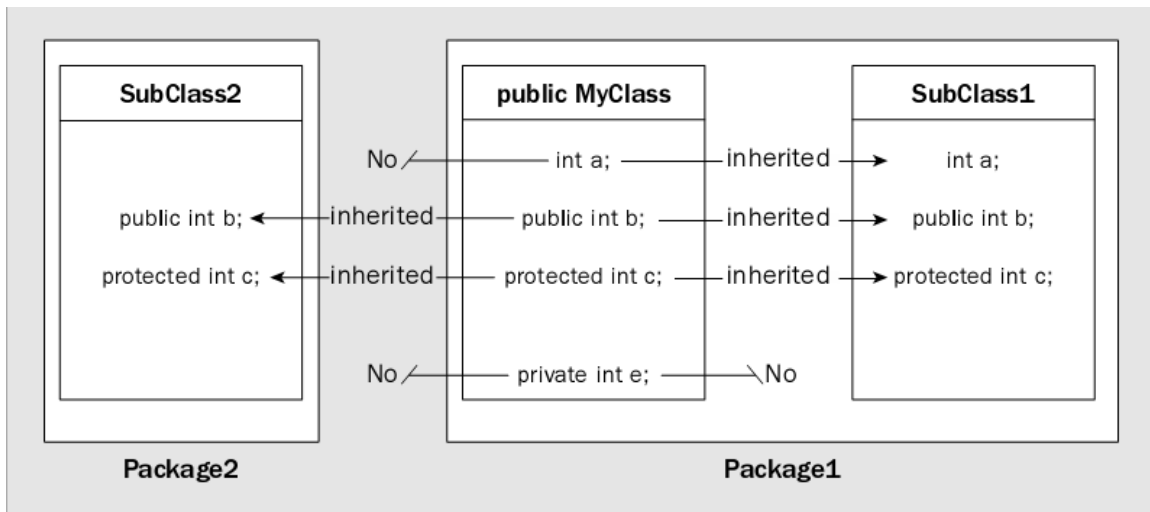 SubClass2
public MyClass
SubClass1
No
int a;
inherited
int a;
public int b;
inherited
public int b;
inherited
public int b;
protected int c;
inherited
protected int c;
inherited
protected int c;
No
private int e;
No
Package2
Package1